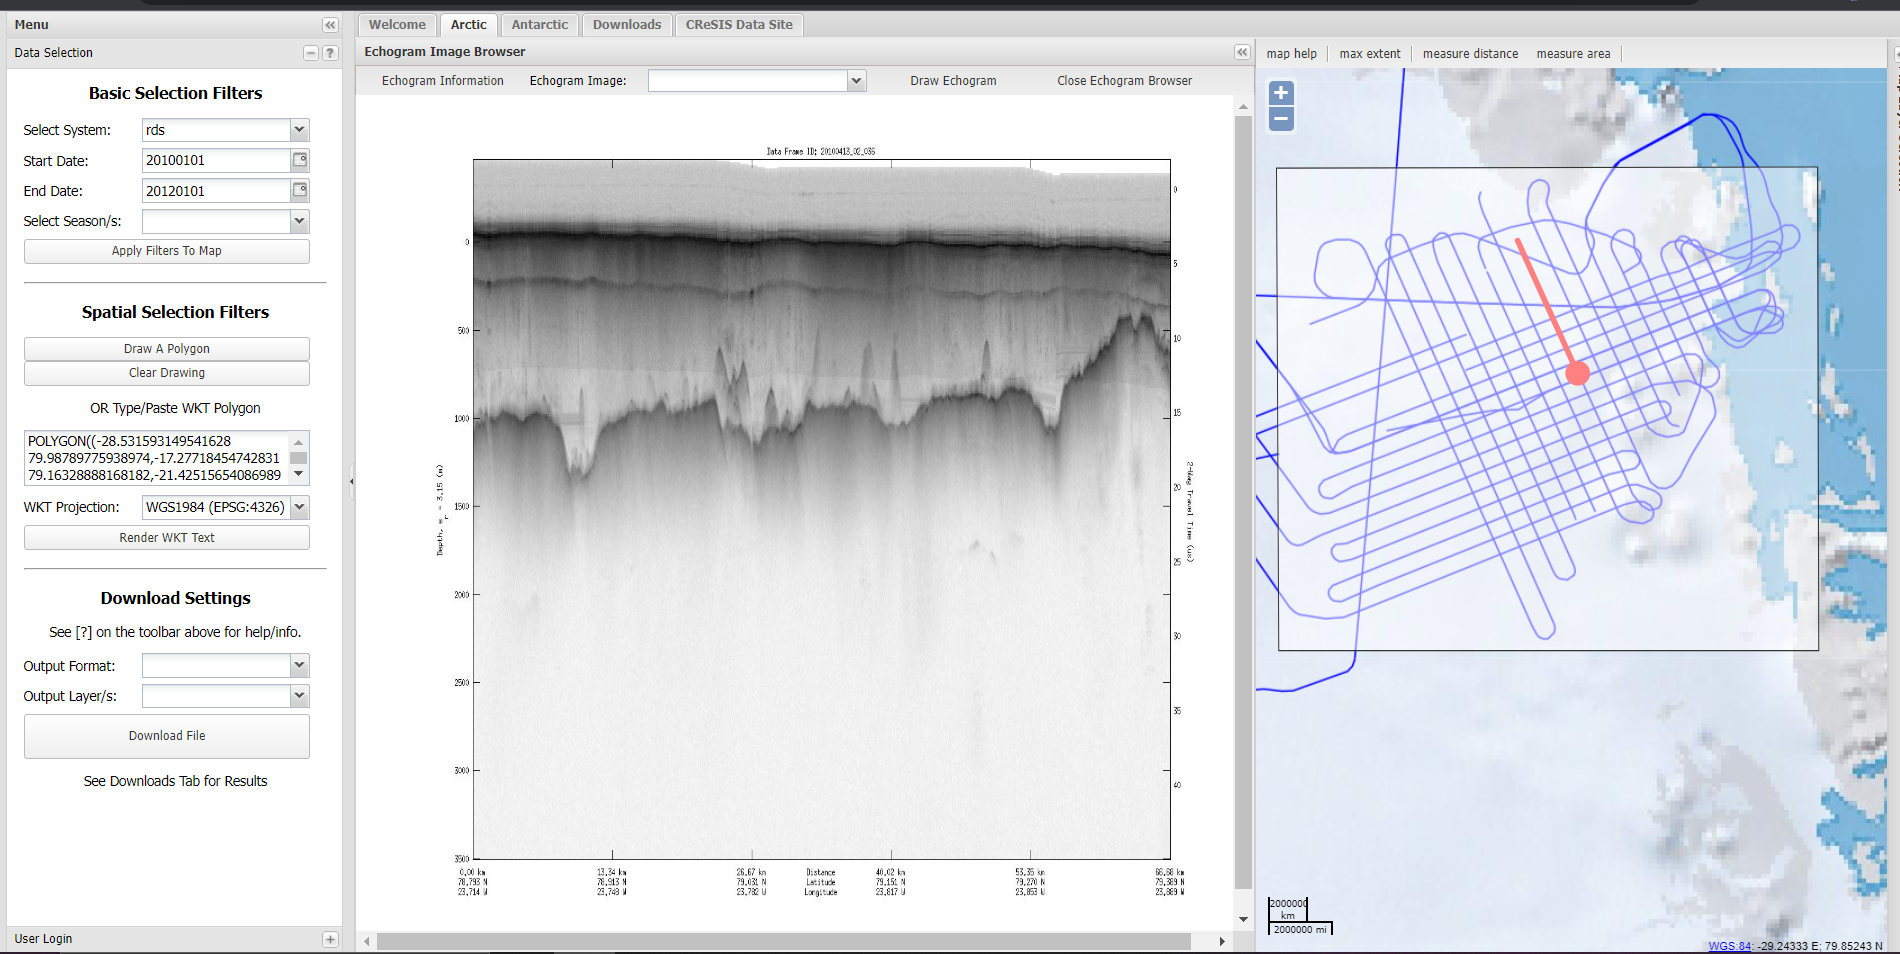 Menu
Data Selection
?
Basic Selection Filters
Select System: rds
Start Date: 20100101
End Date: 20120101
Select Season/s:
Apply Filters To Map
Spatial Selection Filters
Draw A Polygon
Clear Drawing
OR Type/Paste WKT Polygon
POLYGON((-28.531593149541628
79.98789775938974,-17.27718454742831
79.16328888168182,-21.42515654086989
WKT Projection: WGS1984 (EPSG:4326)
Render WKT Text
Download Settings
See [?] on the toolbar above for help/info.
Output Format:
Output Layer/s:
Download File
See Downloads Tab for Results
User Login
Welcome Arctic Antarctic Downloads CReSIS Data Site
Echogram Image Browser
Echogram Information Echogram Image: Draw Echogram Close Echogram Browser
Data Frame ID: 20100413_02_036
0
500
1000
1500
2000
2500
3000
3500
Depth, e_r = 3.15 (m)
0
5
10
15
20
25
30
35
40
2-Way Travel Time (us)
0.00 km 13.34 km 26.67 km Distance 40.02 km 53.35 km 66.68 km
78.793 N 78.913 N 79.031 N Latitude 79.151 N 79.270 N 79.389 N
23.714 W 23.748 W 23.782 W Longitude 23.817 W 23.853 W 23.889 W
map help max extent measure distance measure area
+
−
2000000
km
2000000 mi
WGS:84: -29.24333 E; 79.85243 N